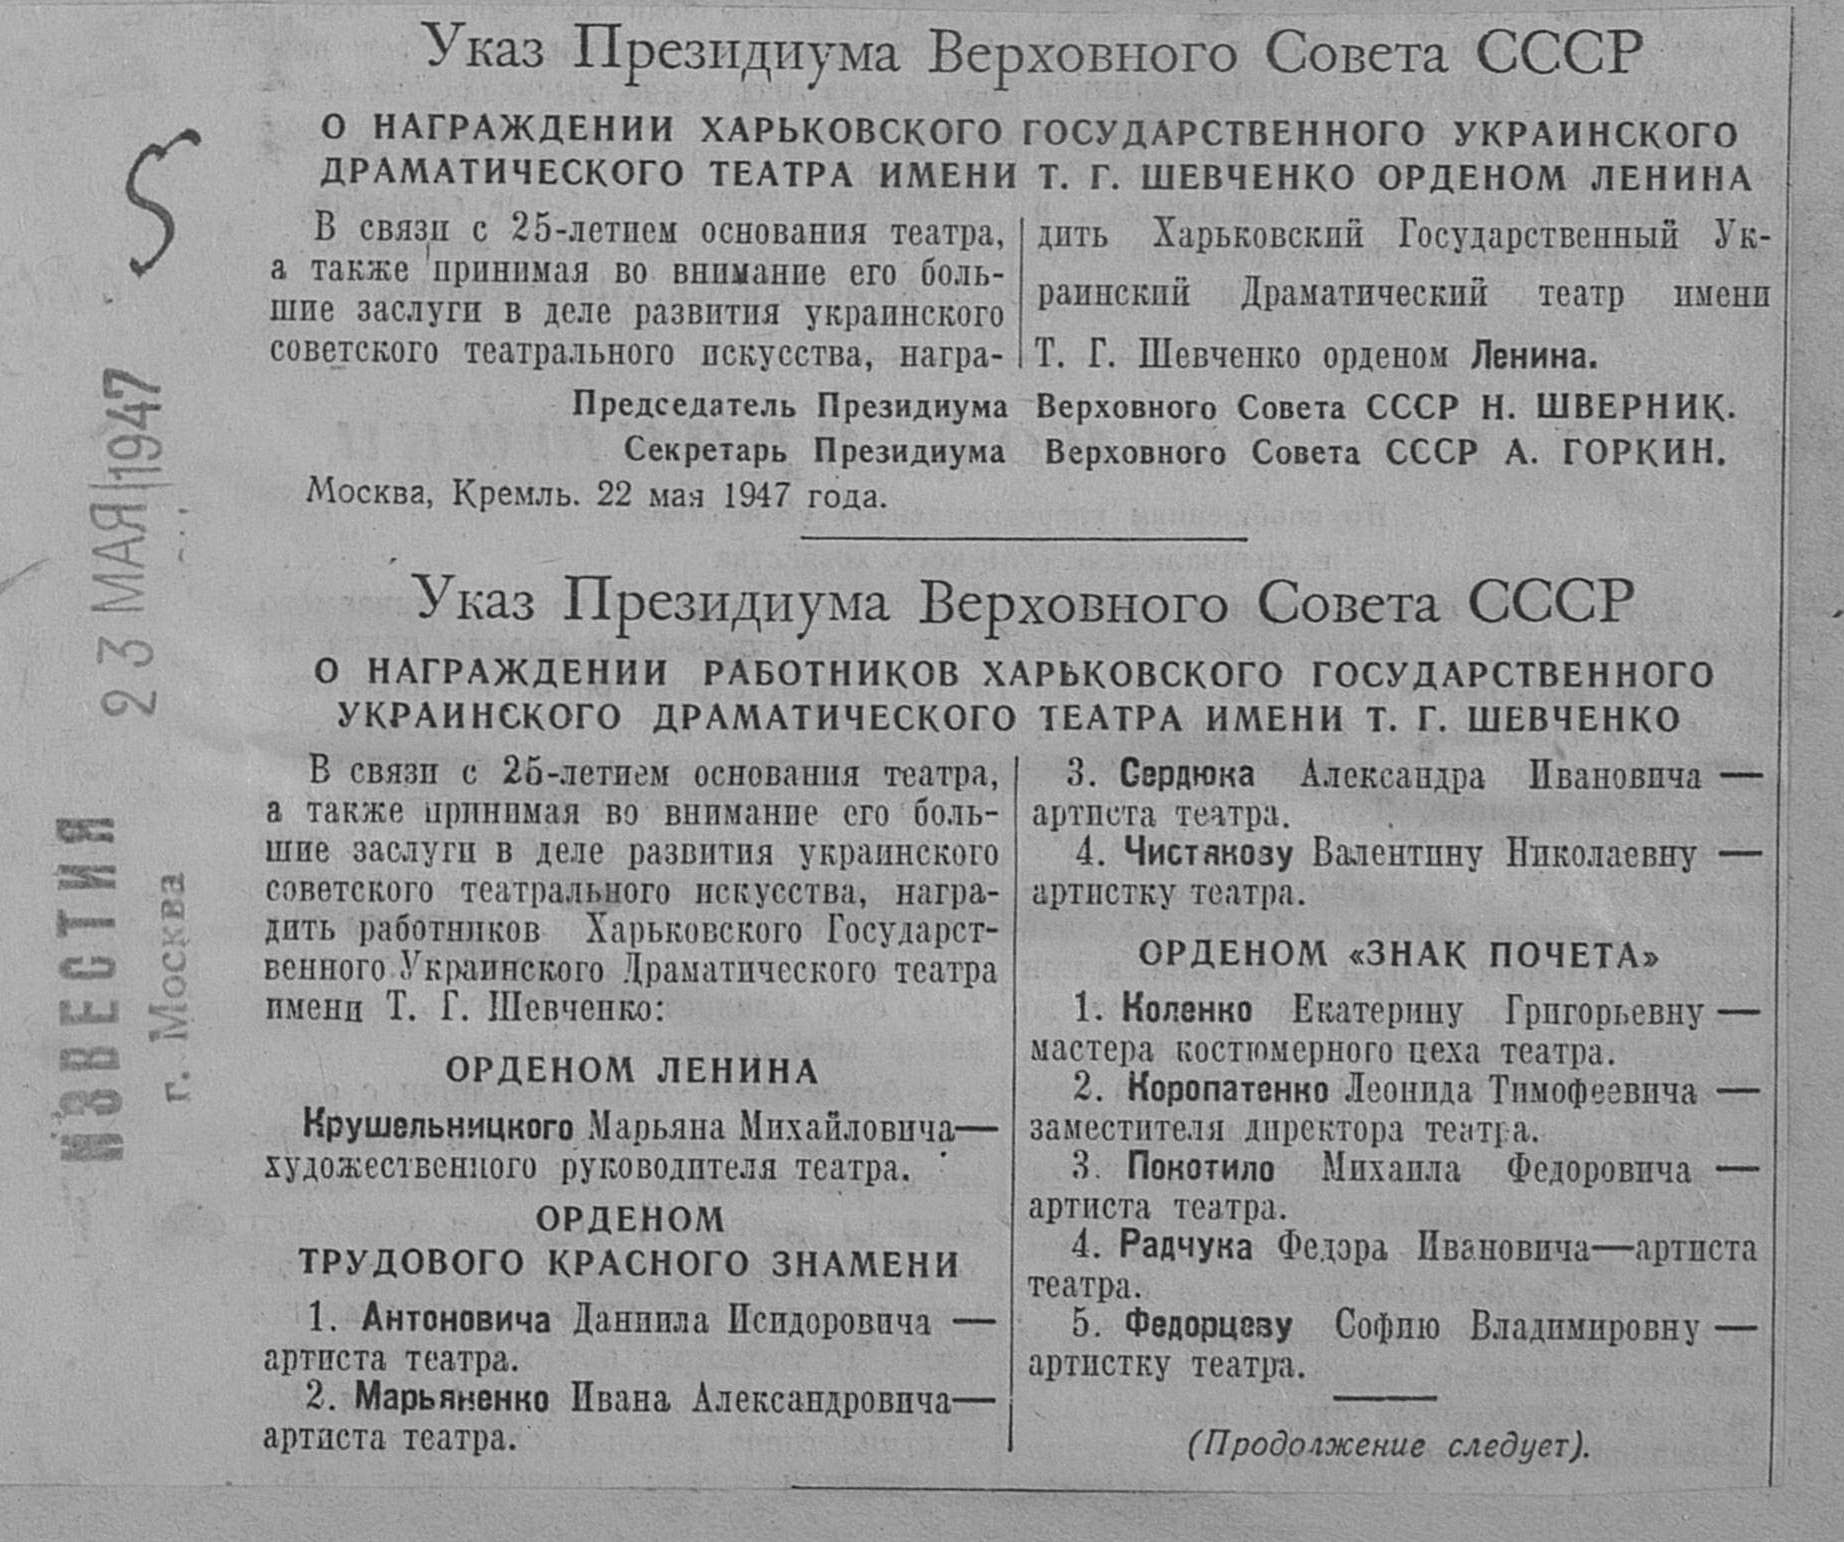 Указ Президиума Верховного Совета СССР
О НАГРАЖДЕНИИ ХАРЬКОВСКОГО ГОСУДАРСТВЕННОГО УКРАИНСКОГО
ДРАМАТИЧЕСКОГО ТЕАТРА ИМЕНИ Т. Г. ШЕВЧЕНКО ОРДЕНОМ ЛЕНИНА
В связи с 25-летием основания театра,
а также принимая во внимание его боль-
шие заслуги в деле развития украинского
советского театрального искусства, награ-
дить Харьковский Государственный Ук-
раинский Драматический театр имени
Т. Г. Шевченко орденом Ленина.
Председатель Президиума Верховного Совета СССР Н. ШВЕРНИК.
Секретарь Президиума Верховного Совета СССР А. ГОРКИН.
Москва, Кремль. 22 мая 1947 года.
Указ Президиума Верховного Совета СССР
О НАГРАЖДЕНИИ РАБОТНИКОВ ХАРЬКОВСКОГО ГОСУДАРСТВЕННОГО
УКРАИНСКОГО ДРАМАТИЧЕСКОГО ТЕАТРА ИМЕНИ Т. Г. ШЕВЧЕНКО
В связи с 25-летием основания театра,
а также принимая во внимание его боль-
шие заслуги в деле развития украинского
советского театрального искусства, награ-
дить работников Харьковского Государст-
венного Украинского Драматического театра
имени Т. Г. Шевченко:
ОРДЕНОМ ЛЕНИНА
Крушельницкого Марьяна Михайловича—
художественного руководителя театра.
ОРДЕНОМ
ТРУДОВОГО КРАСНОГО ЗНАМЕНИ
1. Антоновича Даниила Исидоровича —
артиста театра.
2. Марьяненко Ивана Александровича—
артиста театра.
3. Сердюка Александра Ивановича —
артиста театра.
4. Чистякозу Валентину Николаевну —
артистку театра.
ОРДЕНОМ «ЗНАК ПОЧЕТА»
1. Коленко Екатерину Григорьевну —
мастера костюмерного цеха театра.
2. Коропатенко Леонида Тимофеевича —
заместителя директора театра.
3. Покотило Михаила Федоровича —
артиста театра.
4. Радчука Федора Ивановича—артиста
театра.
5. Федорцеву Софию Владимировну —
артистку театра.
(Продолжение следует).
5
23 МАЯ 1947
ИЗВЕСТИЯ
г. Москва